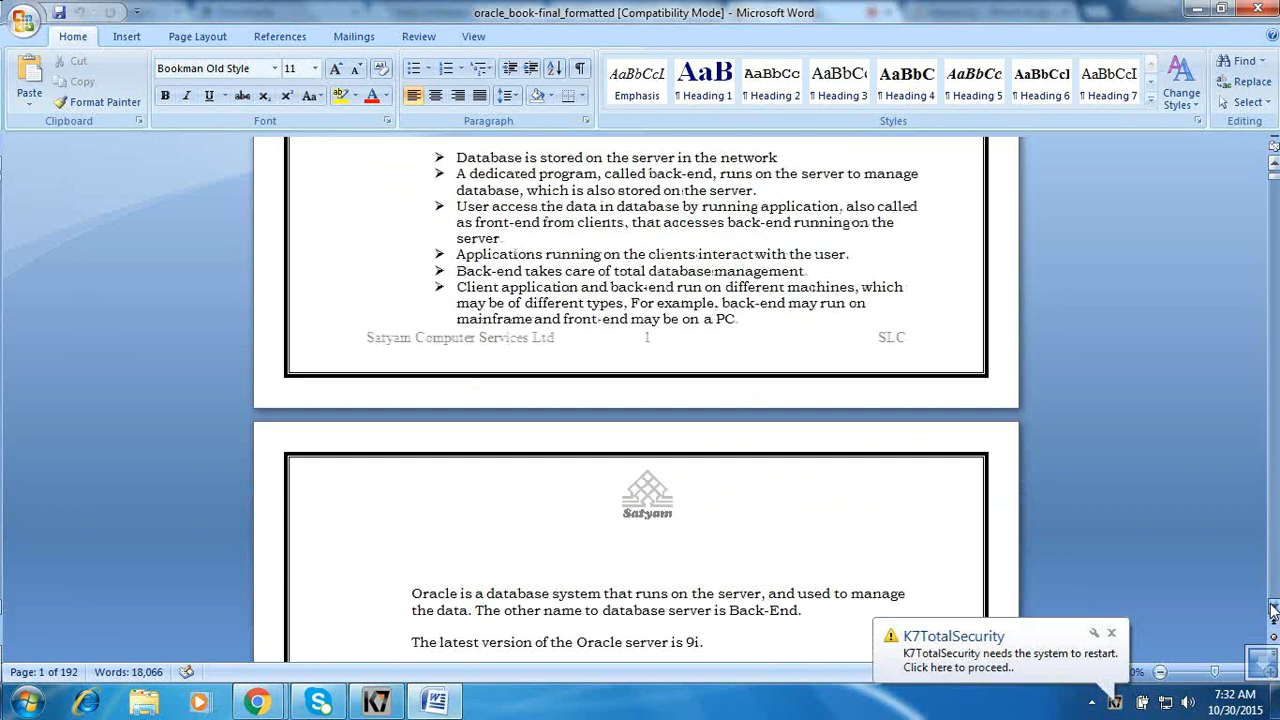 oracle_book-final_formatted [Compatibility Mode] - Microsoft Word
Home Insert Page Layout References Mailings Review View
Paste
Cut
Copy
Format Painter
Clipboard
Bookman Old Style 11
B I U abc X₂ X² Aa A
Font
Paragraph
AaBbCcI AaB AaBbCc AaBbCc AaBbC AaBbCc AaBbCc AaBbCcI
Emphasis ¶ Heading 1 ¶ Heading 2 ¶ Heading 3 ¶ Heading 4 ¶ Heading 5 ¶ Heading 6 ¶ Heading 7
Styles
Change Styles
Find
Replace
Select
Editing
Database is stored on the server in the network
A dedicated program, called back-end, runs on the server to manage
database, which is also stored on the server.
User access the data in database by running application, also called
as front-end from clients, that accesses back-end running on the
server.
Applications running on the clients interact with the user.
Back-end takes care of total database management.
Client application and back-end run on different machines, which
may be of different types. For example, back-end may run on
mainframe and front-end may be on a PC.
Satyam Computer Services Ltd 1 SLC
Satyam
Oracle is a database system that runs on the server, and used to manage
the data. The other name to database server is Back-End.
The latest version of the Oracle server is 9i.
K7TotalSecurity
K7TotalSecurity needs the system to restart.
Click here to proceed..
Page: 1 of 192 Words: 18,066
K7
7:32 AM
10/30/2015